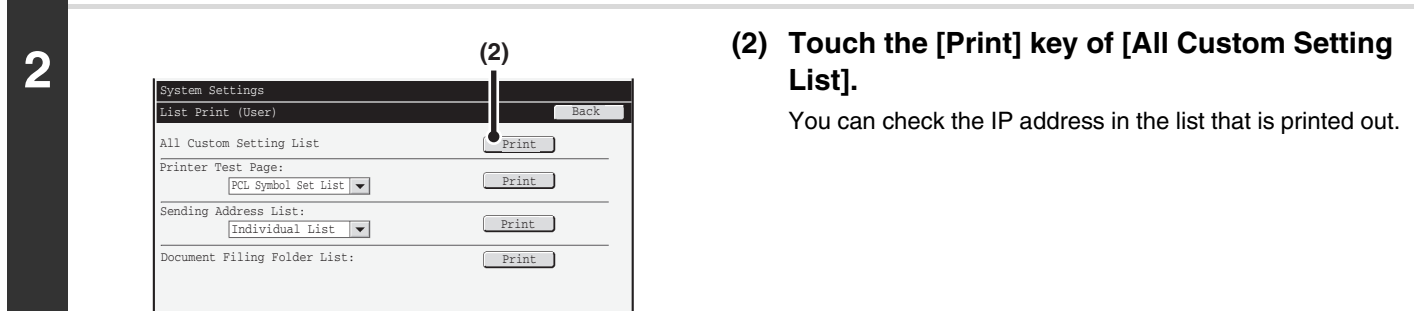 2
(2)
System Settings
List Print (User)
Back
All Custom Setting List
Print
Printer Test Page:
PCL Symbol Set List
Print
Sending Address List:
Individual List
Print
Document Filing Folder List:
Print
(2) Touch the [Print] key of [All Custom Setting
List].
You can check the IP address in the list that is printed out.